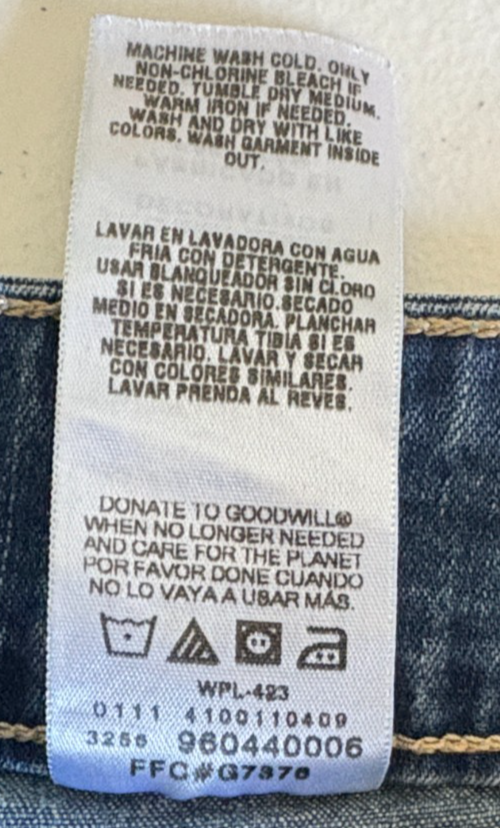 MACHINE WASH COLD. ONLY
NON-CHLORINE BLEACH IF
NEEDED. TUMBLE DRY MEDIUM.
WARM IRON IF NEEDED.
WASH AND DRY WITH LIKE
COLORS. WASH GARMENT INSIDE
OUT.
LAVAR EN LAVADORA CON AGUA
FRIA CON DETERGENTE.
USAR BLANQUEADOR SIN CLORO
SI ES NECESARIO.SECADO
MEDIO EN SECADORA. PLANCHAR
TEMPERATURA TIBIA SI ES
NECESARIO. LAVAR Y SECAR
CON COLORES SIMILARES.
LAVAR PRENDA AL REVES.
DONATE TO GOODWILL®
WHEN NO LONGER NEEDED
AND CARE FOR THE PLANET
POR FAVOR DONE CUANDO
NO LO VAYA A USAR MÁS.
WPL-423
0111 4100110409
960440006